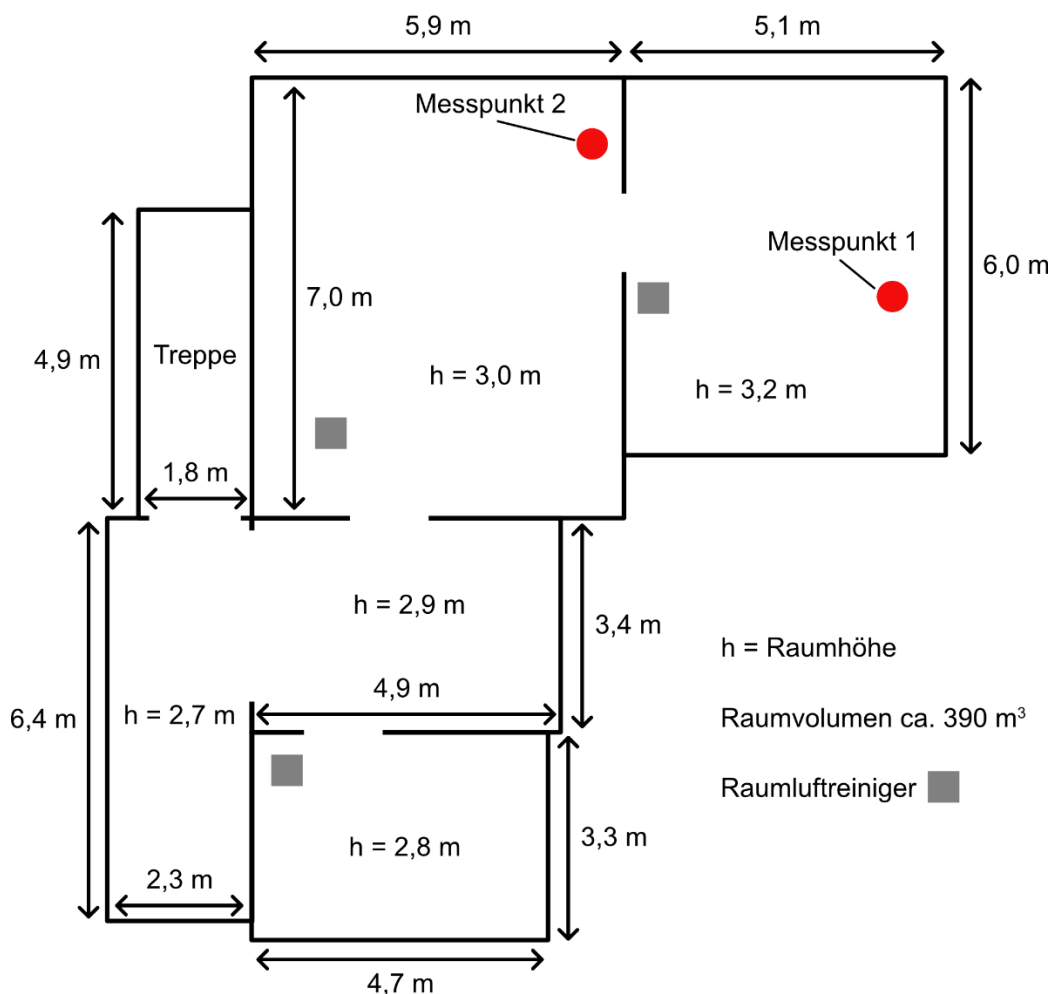 5,9 m
5,1 m
Messpunkt 2
Messpunkt 1
6,0 m
7,0 m
4,9 m
Treppe
h = 3,0 m
h = 3,2 m
1,8 m
h = 2,9 m
3,4 m
h = Raumhöhe
4,9 m
6,4 m
h = 2,7 m
Raumvolumen ca. 390 m³
Raumluftreiniger
3,3 m
h = 2,8 m
2,3 m
4,7 m